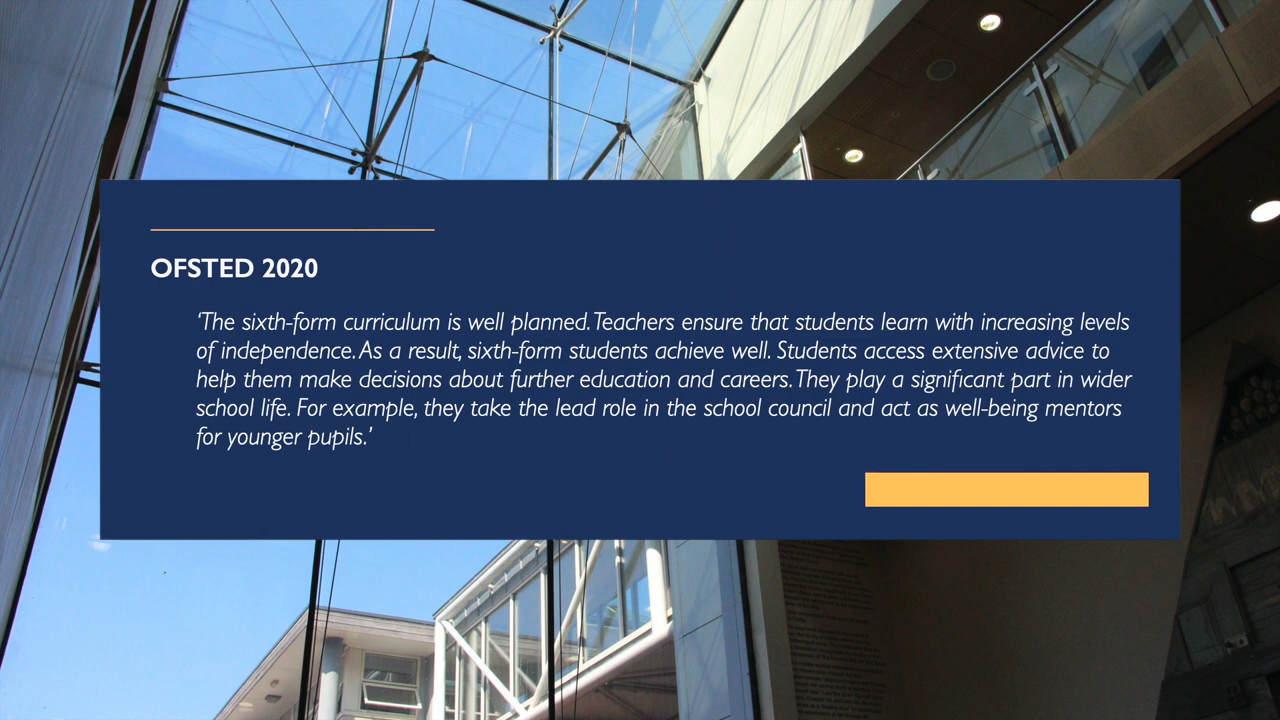 OFSTED 2020
‘The sixth-form curriculum is well planned. Teachers ensure that students learn with increasing levels
of independence. As a result, sixth-form students achieve well. Students access extensive advice to
help them make decisions about further education and careers. They play a significant part in wider
school life. For example, they take the lead role in the school council and act as well-being mentors
for younger pupils.’